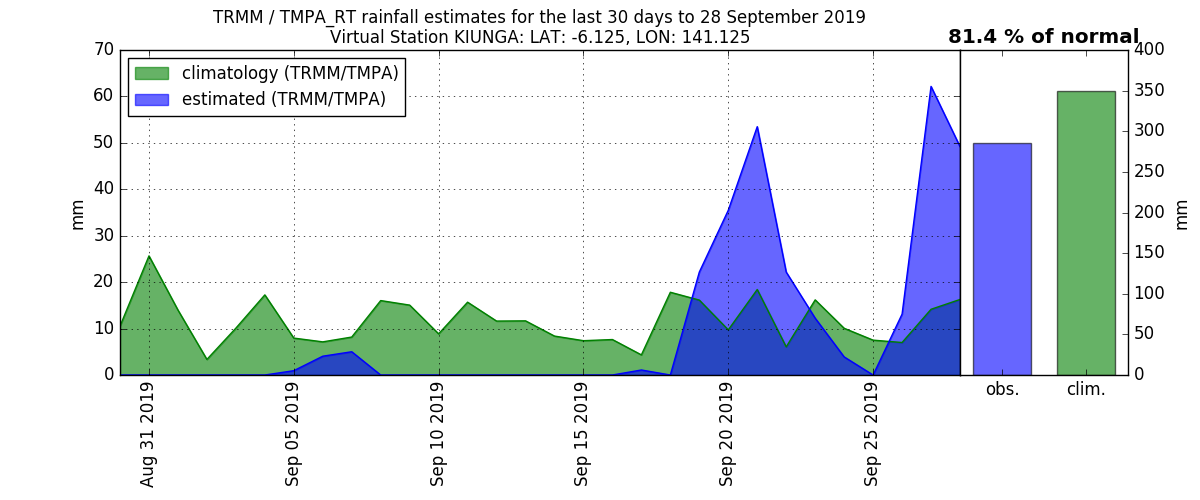 TRMM / TMPA_RT rainfall estimates for the last 30 days to 28 September 2019
Virtual Station KIUNGA: LAT: -6.125, LON: 141.125
81.4 % of normal
climatology (TRMM/TMPA)
estimated (TRMM/TMPA)
70
60
50
40
30
20
10
0
mm
Aug 31 2019
Sep 05 2019
Sep 10 2019
Sep 15 2019
Sep 20 2019
Sep 25 2019
obs.
clim.
400
350
300
250
200
150
100
50
0
mm